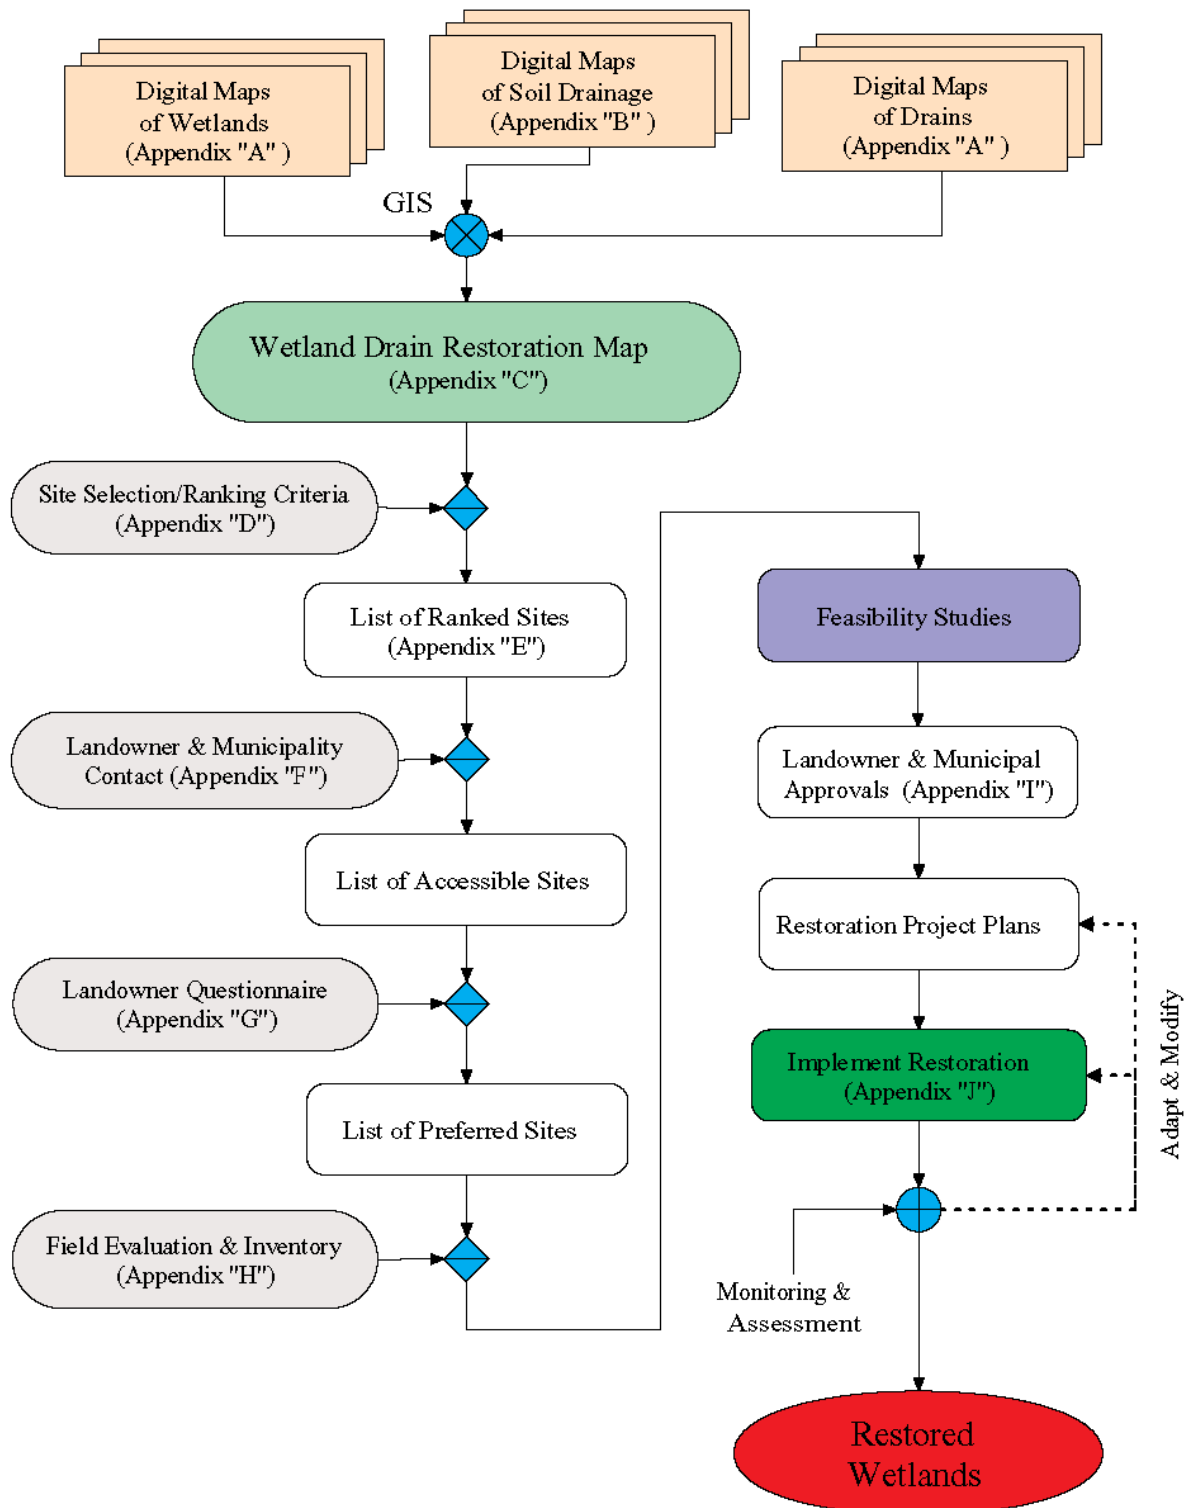 Digital Maps
of Wetlands
(Appendix "A" )
Digital Maps
of Soil Drainage
(Appendix "B" )
Digital Maps
of Drains
(Appendix "A" )
GIS
Wetland Drain Restoration Map
(Appendix "C")
Site Selection/Ranking Criteria
(Appendix "D")
List of Ranked Sites
(Appendix "E")
Landowner & Municipality
Contact (Appendix "F")
List of Accessible Sites
Landowner Questionnaire
(Appendix "G")
List of Preferred Sites
Field Evaluation & Inventory
(Appendix "H")
Feasibility Studies
Landowner & Municipal
Approvals (Appendix "I")
Restoration Project Plans
Implement Restoration
(Appendix "J")
Adapt & Modify
Monitoring &
Assessment
Restored
Wetlands